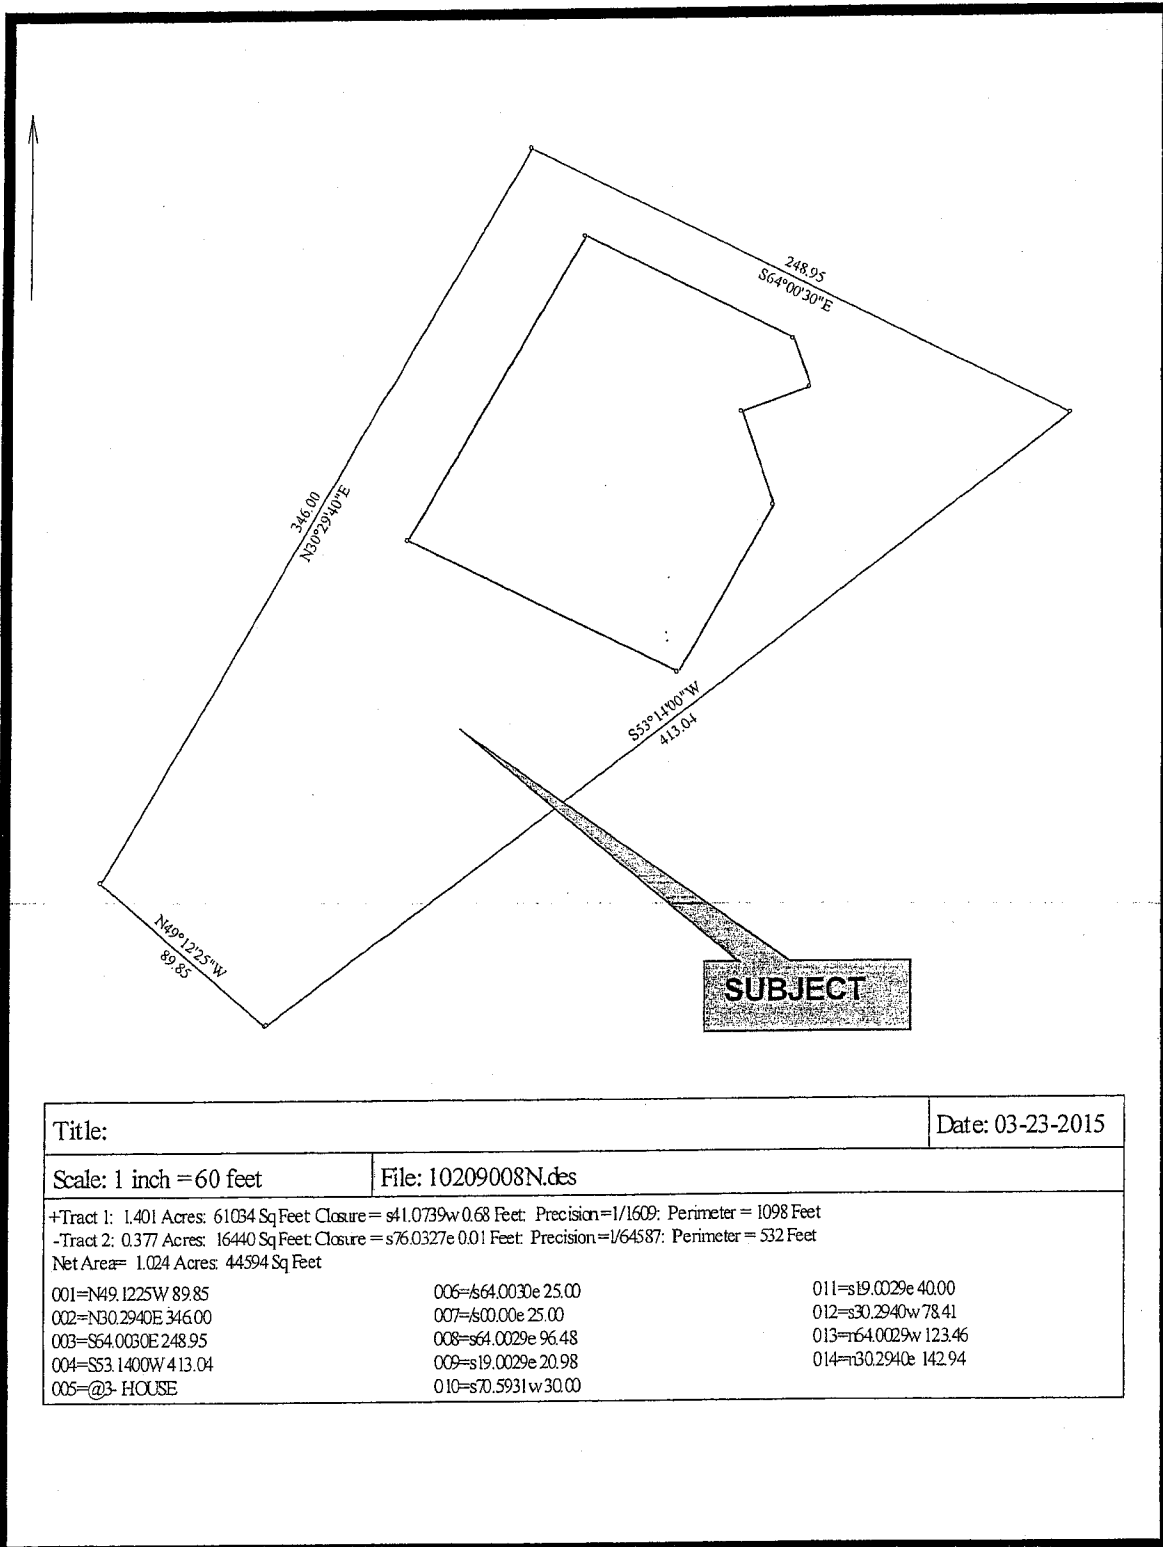 248.95
S64°00'30"E
346.00
N30°29'40"E
S53°14'00"W
413.04
N49°12'25"W
89.85
SUBJECT
Title:
Date: 03-23-2015
Scale: 1 inch = 60 feet
File: 10209008N.des
+Tract 1: 1.401 Acres: 61034 Sq Feet: Closure = s41.0739w 0.68 Feet: Precision=1/1609: Perimeter = 1098 Feet
-Tract 2: 0.377 Acres: 16440 Sq Feet: Closure = s76.0327e 0.01 Feet: Precision=1/64587: Perimeter = 532 Feet
Net Area= 1.024 Acres: 44594 Sq Feet
001=N49.1225W 89.85
002=N30.2940E 346.00
003=S64.0030E 248.95
004=S53.1400W 413.04
005=@3- HOUSE
006=/s64.0030e 25.00
007=/s00.00e 25.00
008=s64.0029e 96.48
009=s19.0029e 20.98
010=s70.5931w 30.00
011=s19.0029e 40.00
012=s30.2940w 78.41
013=n64.0029w 123.46
014=n30.2940e 142.94